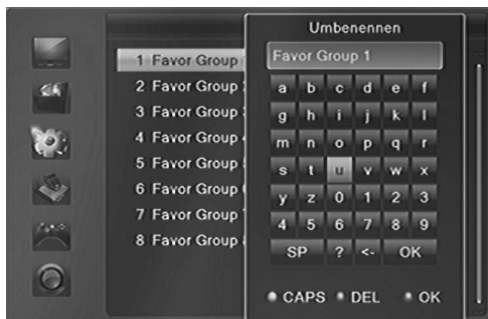 Umbenennen
Favor Group 1
1 Favor Group
2 Favor Group
3 Favor Group
4 Favor Group
5 Favor Group
6 Favor Group
7 Favor Group
8 Favor Group
a b c d e f
g h i j k l
m n o p q r
s t u v w x
y z 0 1 2 3
4 5 6 7 8 9
SP ? <- OK
CAPS DEL OK